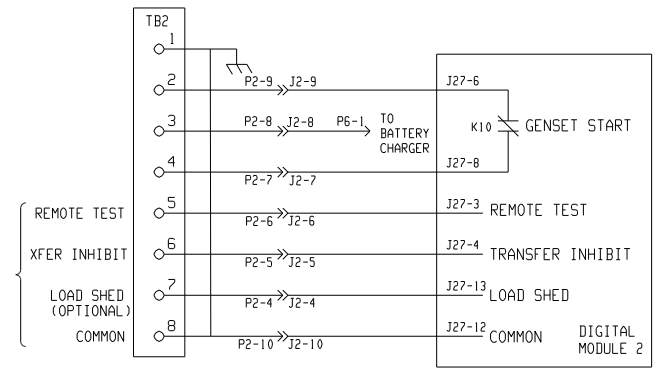 TB2
1
2 P2-9 J2-9 J27-6
3 P2-8 J2-8 P6-1 TO BATTERY CHARGER
K10 GENSET START
4 P2-7 J2-7 J27-8
REMOTE TEST 5 P2-6 J2-6 J27-3 REMOTE TEST
XFER INHIBIT 6 P2-5 J2-5 J27-4 TRANSFER INHIBIT
LOAD SHED (OPTIONAL) 7 P2-4 J2-4 J27-13 LOAD SHED
COMMON 8 P2-10 J2-10 J27-12 COMMON
DIGITAL
MODULE 2